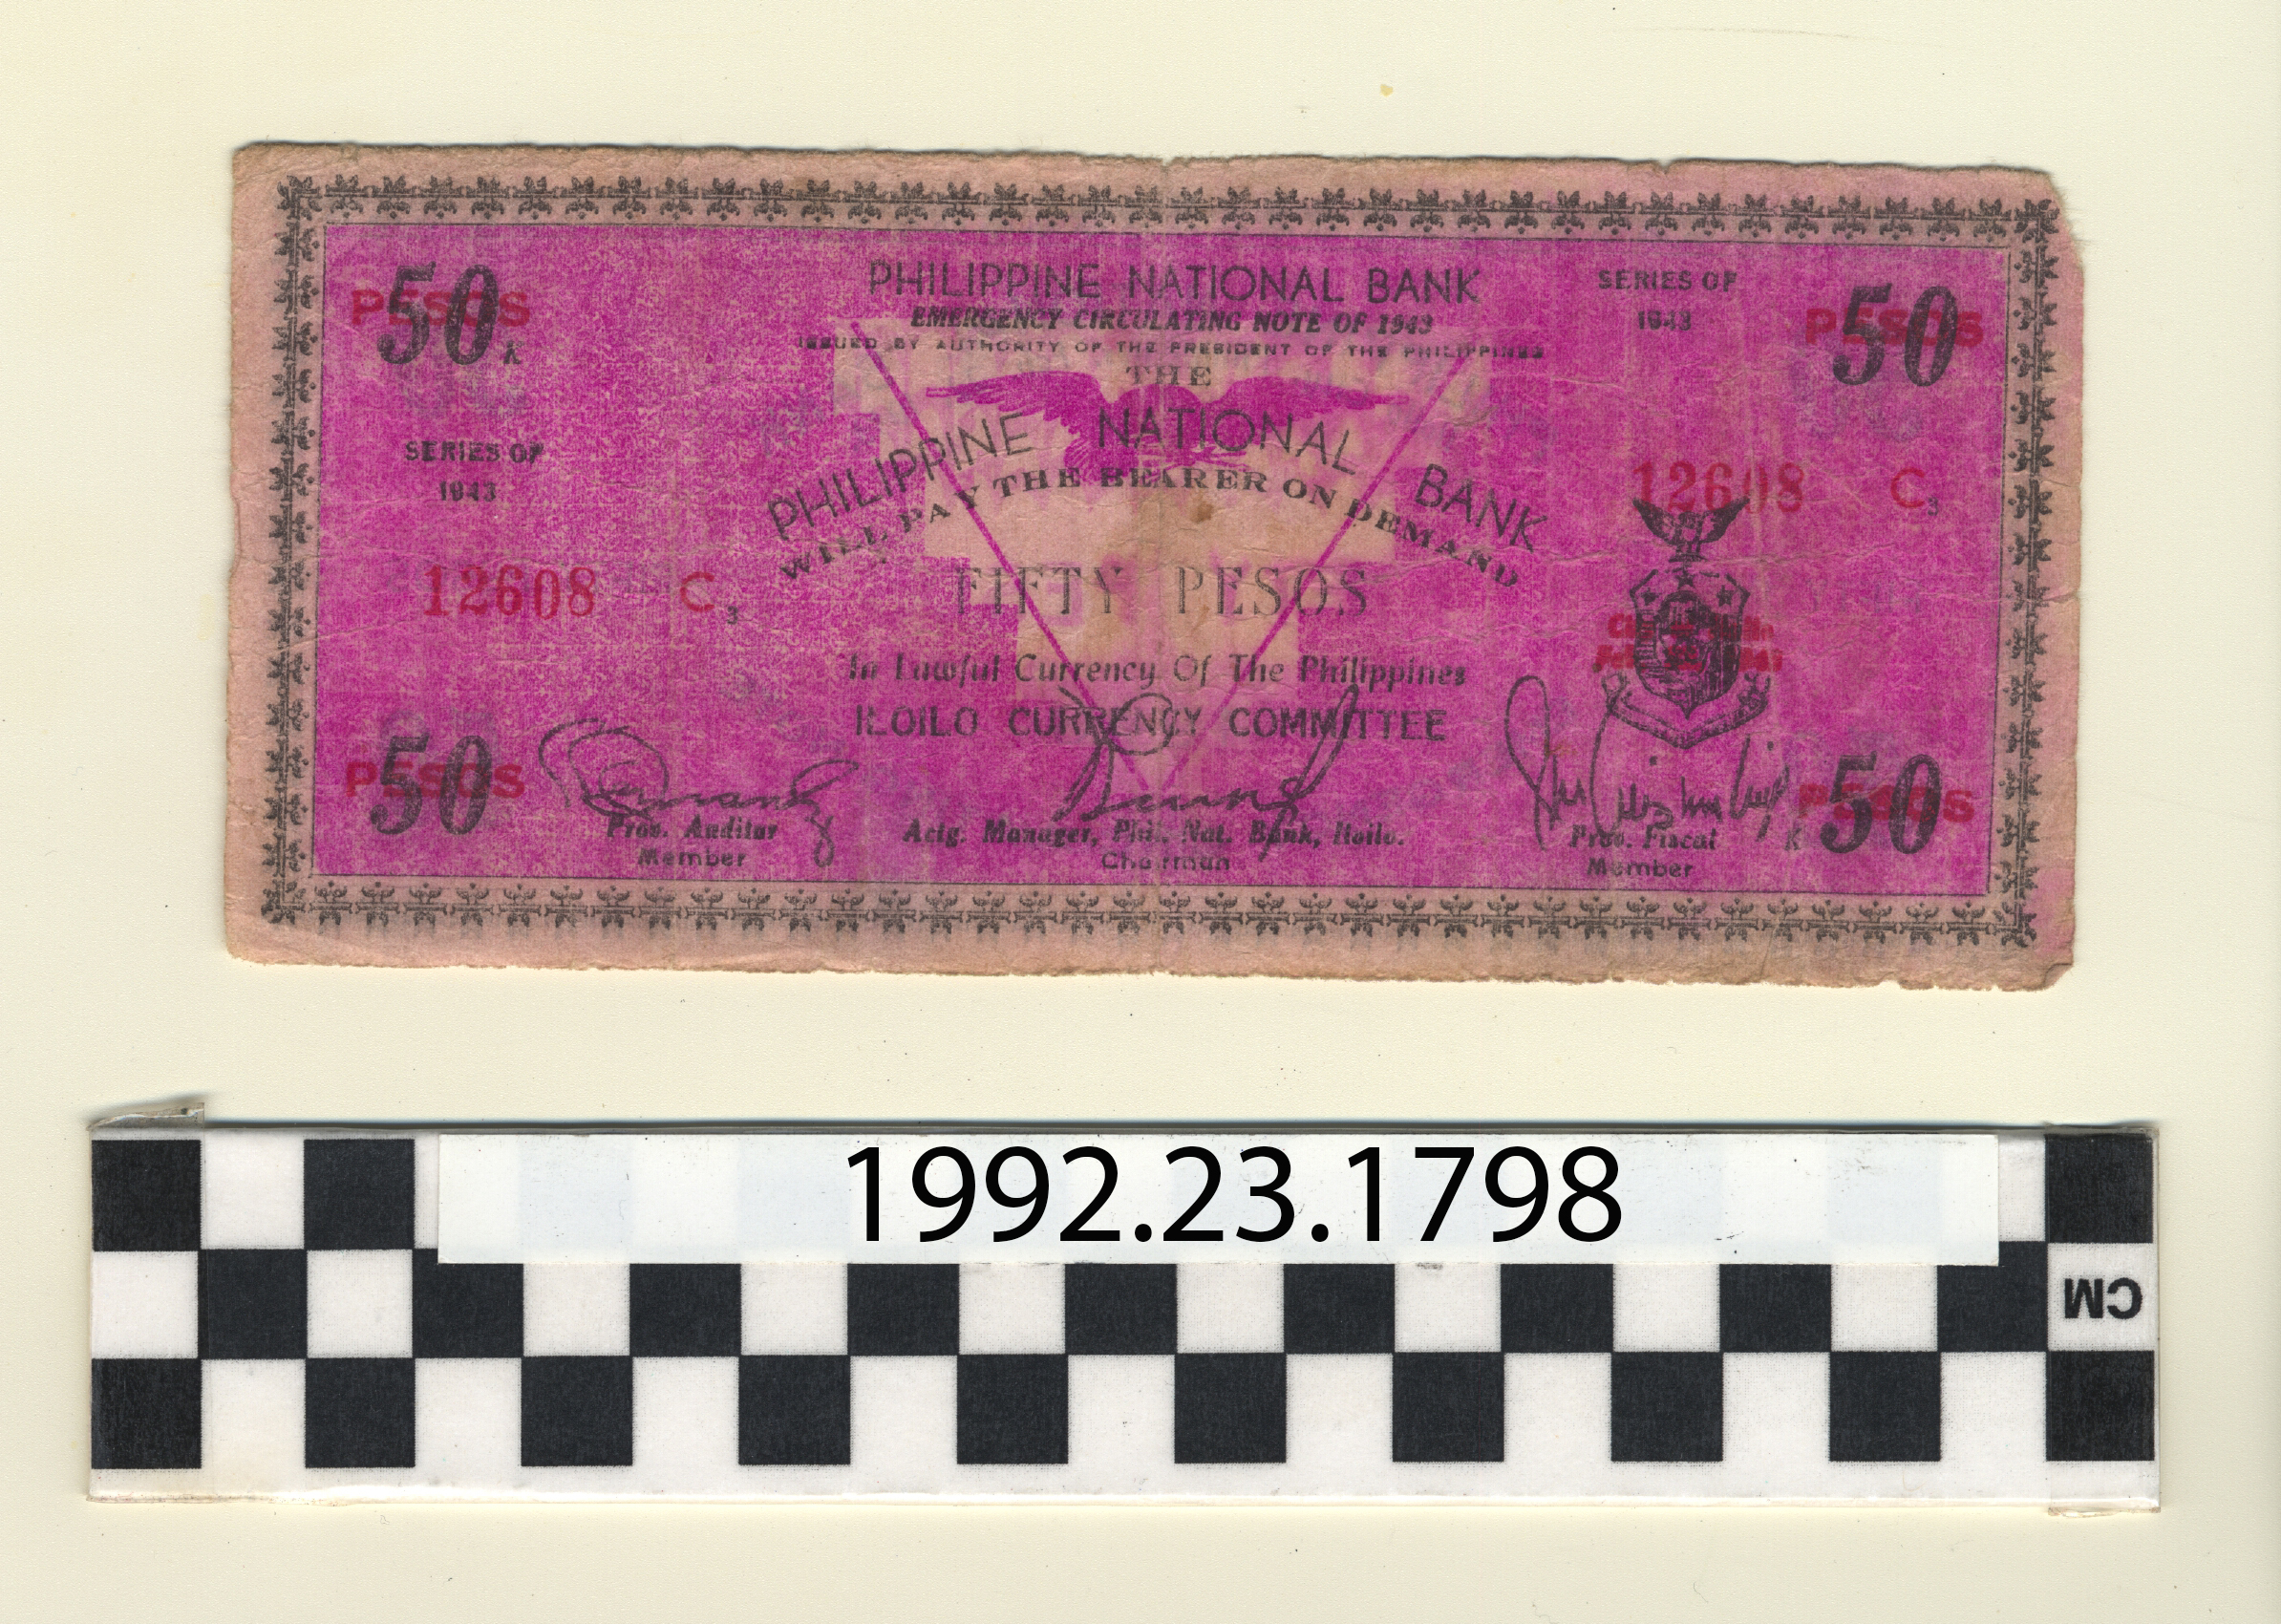 PHILIPPINE NATIONAL BANK
EMERGENCY CIRCULATING NOTE OF 1943
ISSUED BY AUTHORITY OF THE PRESIDENT OF THE PHILIPPINES
SERIES OF
1943
50
PESOS
K
50
PESOS
THE
PHILIPPINE NATIONAL BANK
WILL PAY THE BEARER ON DEMAND
SERIES OF
1943
12608 C3
12608 C3
FIFTY PESOS
In Lawful Currency Of The Philippines
ILOILO CURRENCY COMMITTEE
50
PESOS
Prov. Auditor
Member
Actg. Manager, Phil. Nat. Bank, Iloilo.
Chairman
Prov. Fiscal
Member
K
50
PESOS
1992.23.1798
CM